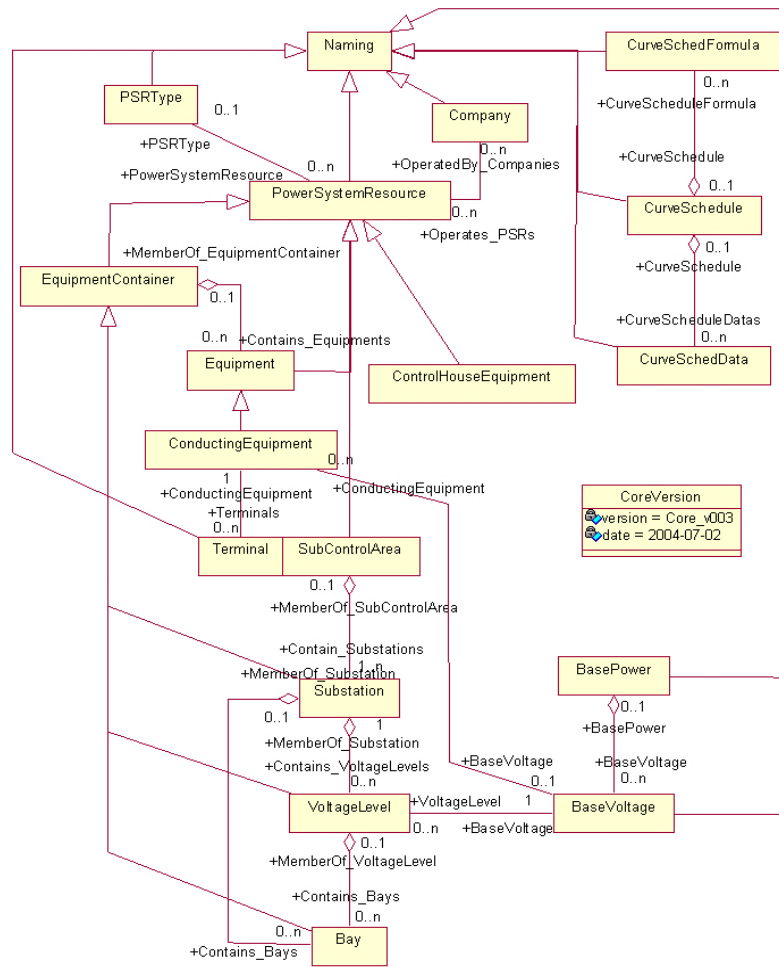 Naming
CurveSchedFormula
PSRType
0..1
Company
0..n
+CurveScheduleFormula
+PSRType
0..n
0..n
+OperatedBy_Companies
+CurveSchedule
+PowerSystemResource
0..1
PowerSystemResource
0..n
CurveSchedule
+Operates_PSRs
0..1
+MemberOf_EquipmentContainer
+CurveSchedule
EquipmentContainer
0..1
+CurveScheduleDatas
0..n
+Contains_Equipments
0..n
Equipment
ControlHouseEquipment
CurveSchedData
ConductingEquipment
0..n
1
+ConductingEquipment
+ConductingEquipment
+Terminals
0..n
CoreVersion
version = Core_v003
date = 2004-07-02
Terminal
SubControlArea
0..1
+MemberOf_SubControlArea
+Contain_Substations
1..n
+MemberOf_Substation
Substation
BasePower
0..1
1
0..1
+BasePower
+MemberOf_Substation
+Contains_VoltageLevels
+BaseVoltage
+BaseVoltage
0..n
0..1
0..n
VoltageLevel
+VoltageLevel
1
BaseVoltage
0..n
+BaseVoltage
0..1
+MemberOf_VoltageLevel
+Contains_Bays
0..n
0..n
Bay
+Contains_Bays